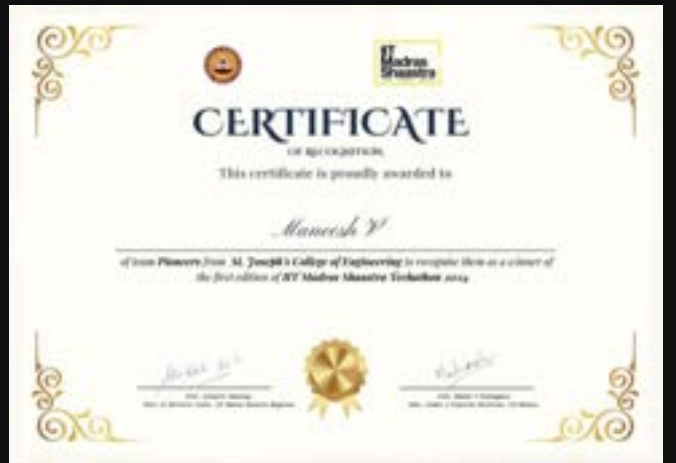 IIT
Madras
Shaastra
CERTIFICATE
OF RECOGNITION
This certificate is proudly awarded to
Maneesh V
of team Pioneers from St. Joseph's College of Engineering to recognise them as a winner of
the first edition of IIT Madras Shaastra Techathon 2024